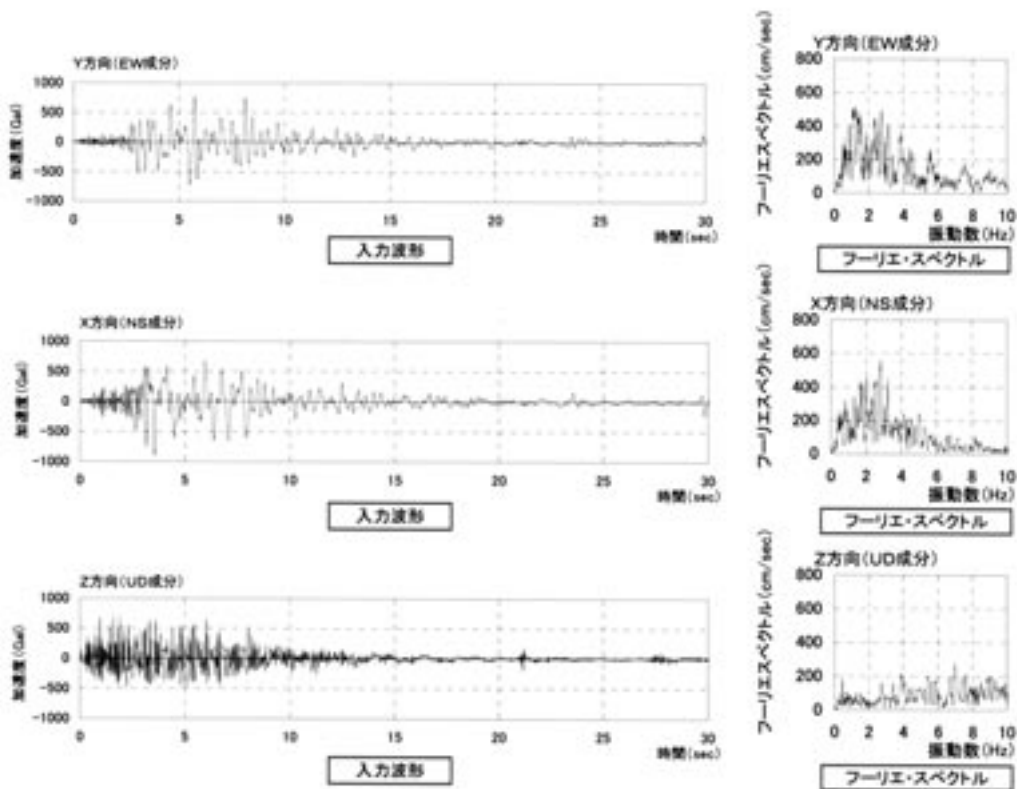 Y方向(EW成分)
加速度(Gal)
1000
500
0
-500
-1000
0 5 10 15 20 25 30
時間(sec)
入力波形
フーリエスペクトル(cm/sec)
Y方向(EW成分)
800
600
400
200
0
0 2 4 6 8 10
振動数(Hz)
フーリエ・スペクトル
X方向(NS成分)
加速度(Gal)
1000
500
0
-500
-1000
0 5 10 15 20 25 30
時間(sec)
入力波形
フーリエスペクトル(cm/sec)
X方向(NS成分)
800
600
400
200
0
0 2 4 6 8 10
振動数(Hz)
フーリエ・スペクトル
Z方向(UD成分)
加速度(Gal)
1000
500
0
-500
-1000
0 5 10 15 20 25 30
時間(sec)
入力波形
フーリエスペクトル(cm/sec)
Z方向(UD成分)
800
600
400
200
0
0 2 4 6 8 10
振動数(Hz)
フーリエ・スペクトル